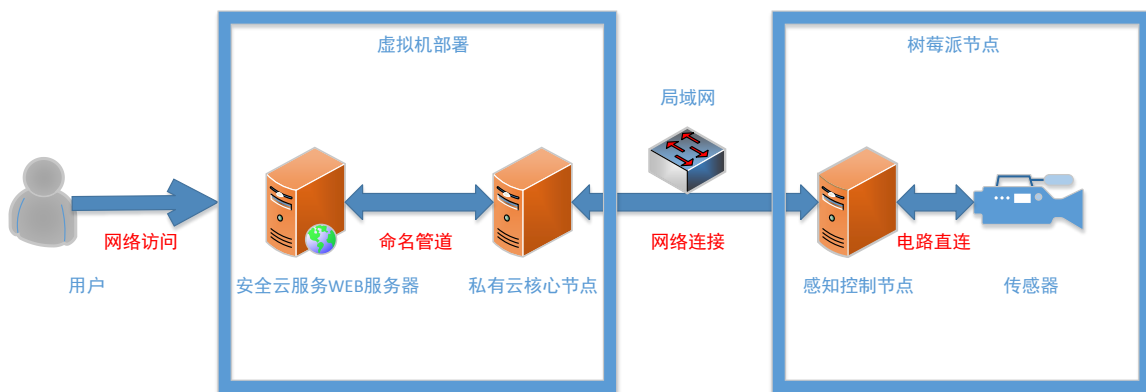 虚拟机部署
树莓派节点
局域网
网络访问
命名管道
网络连接
电路直连
用户
安全云服务WEB服务器
私有云核心节点
感知控制节点
传感器